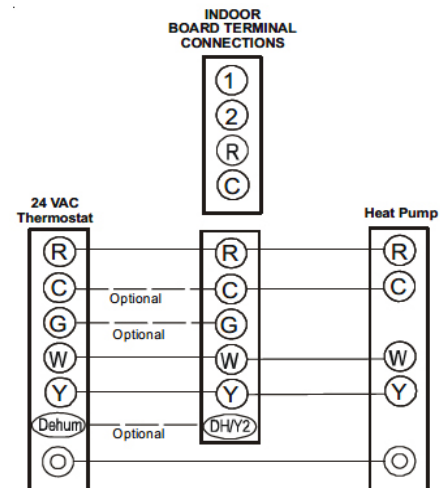 INDOOR
BOARD TERMINAL
CONNECTIONS
1
2
R
C
24 VAC
Thermostat
Heat Pump
R R R
C Optional C C
G Optional G
W W W
Y Y Y
Dehum Optional DH/Y2
O O